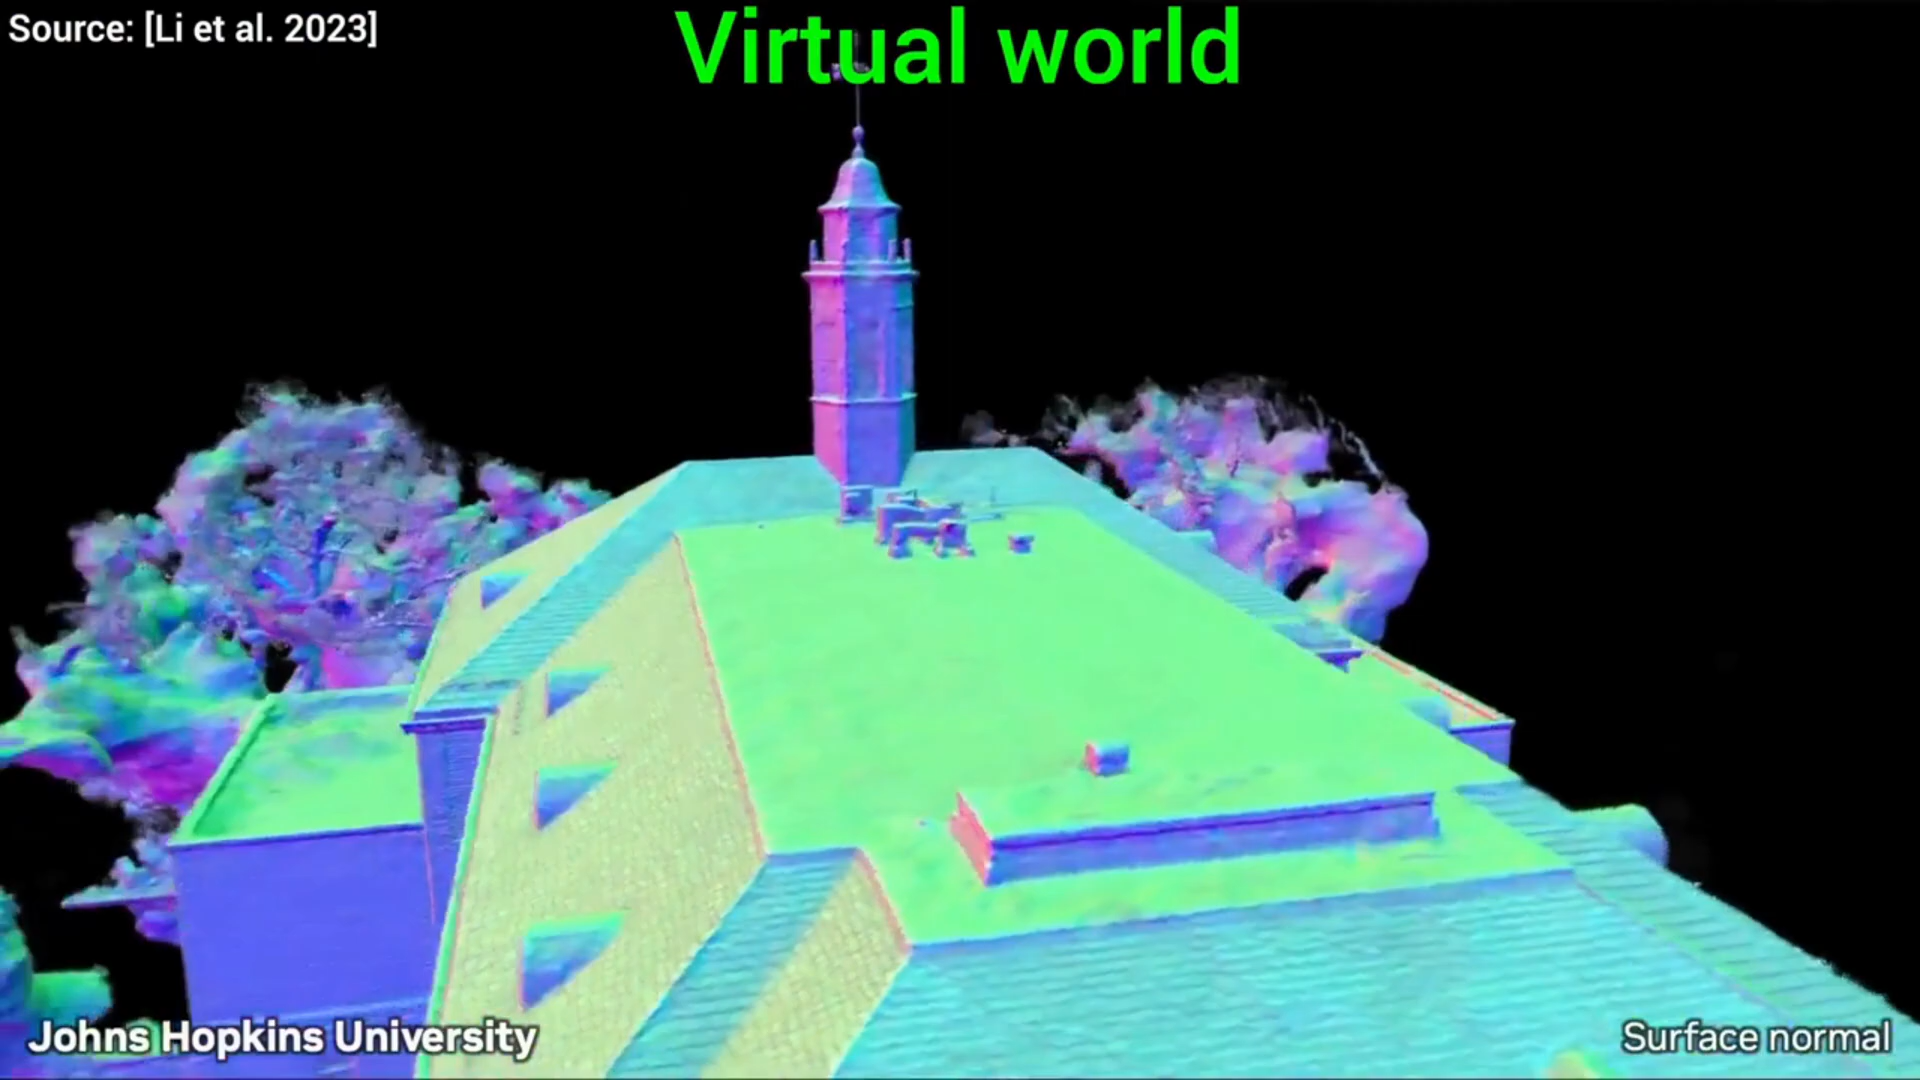 Source: [Li et al. 2023]
Virtual world
Johns Hopkins University
Surface normal